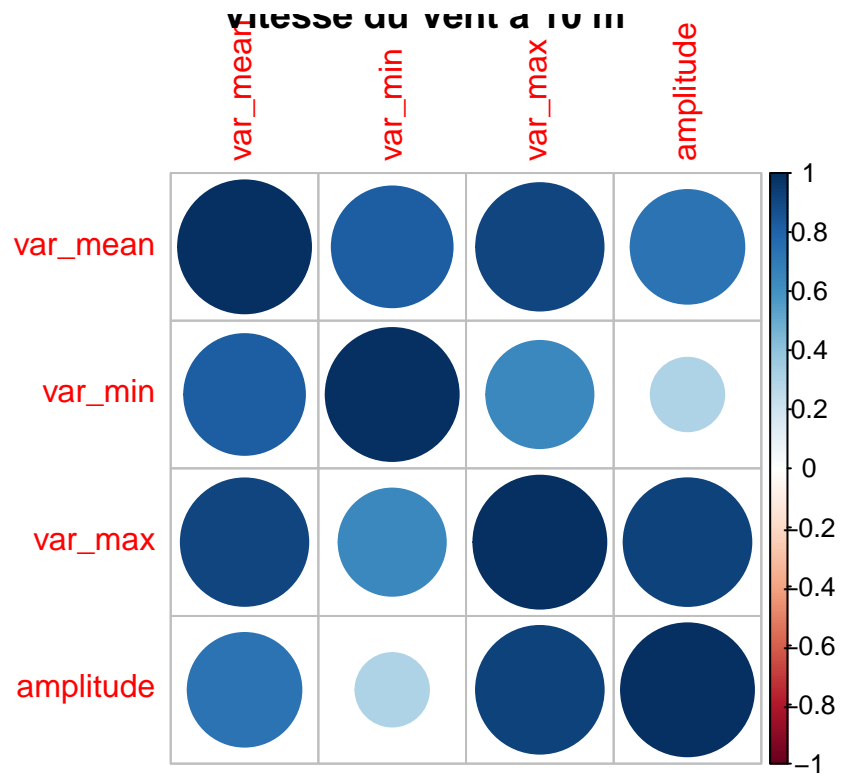 Vitesse du Vent à 10 m
var_mean var_min var_max amplitude
var_mean
var_min
var_max
amplitude
1
0.8
0.6
0.4
0.2
0
-0.2
-0.4
-0.6
-0.8
-1